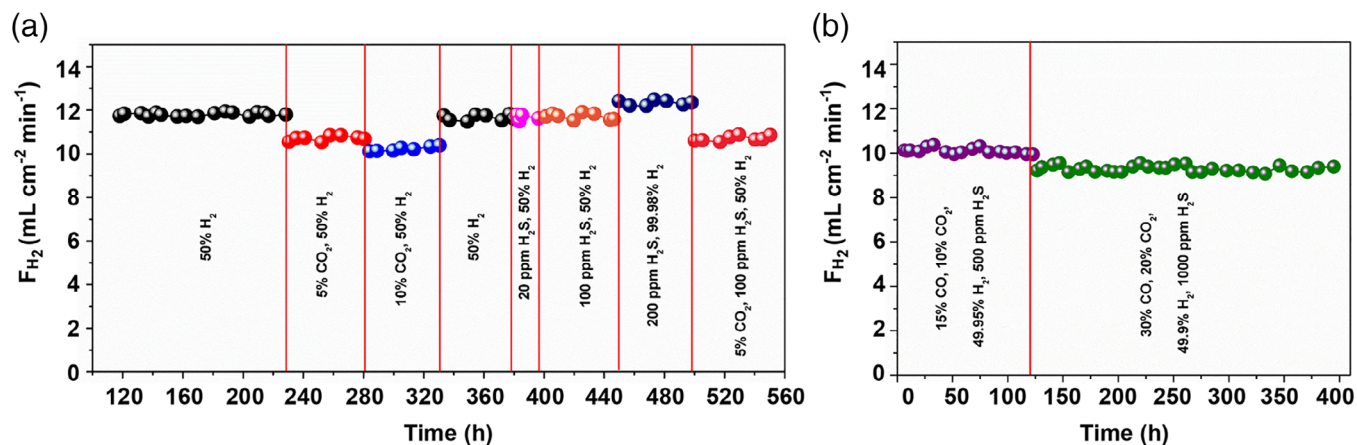 (a)
F_H₂ (mL cm⁻² min⁻¹)
14
12
10
8
6
4
2
0
50% H₂
5% CO₂, 50% H₂
10% CO₂, 50% H₂
50% H₂
20 ppm H₂S, 50% H₂
100 ppm H₂S, 50% H₂
200 ppm H₂S, 99.98% H₂
5% CO₂, 100 ppm H₂S, 50% H₂
120 160 200 240 280 320 360 400 440 480 520 560
Time (h)
(b)
F_H₂ (mL cm⁻² min⁻¹)
14
12
10
8
6
4
2
0
15% CO, 10% CO₂,
49.95% H₂, 500 ppm H₂S
30% CO, 20% CO₂,
49.9% H₂, 1000 ppm H₂S
0 50 100 150 200 250 300 350 400
Time (h)